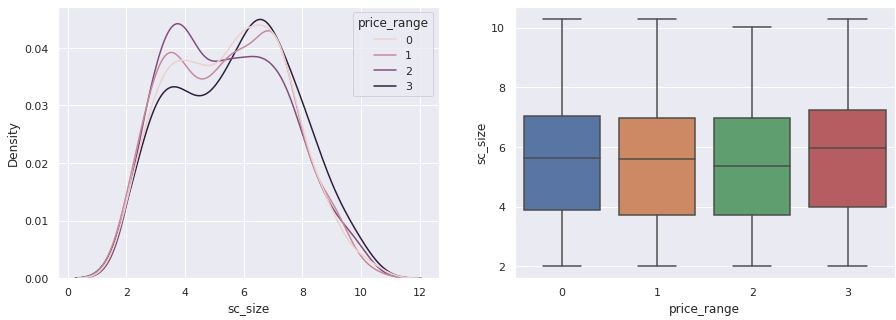 price_range
0
1
2
3
Density
0.04
0.03
0.02
0.01
0.00
0 2 4 6 8 10 12
sc_size
sc_size
10
8
6
4
2
0 1 2 3
price_range